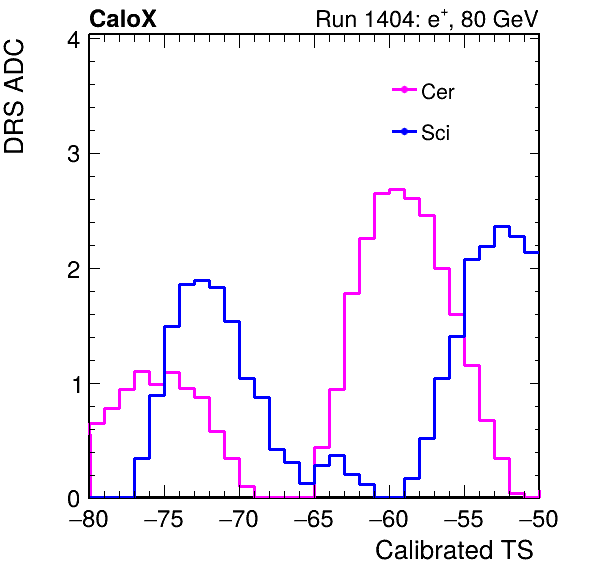 CaloX Run 1404: e⁺, 80 GeV
DRS ADC
4
3
2
1
0
Cer
Sci
−80 −75 −70 −65 −60 −55 −50
Calibrated TS